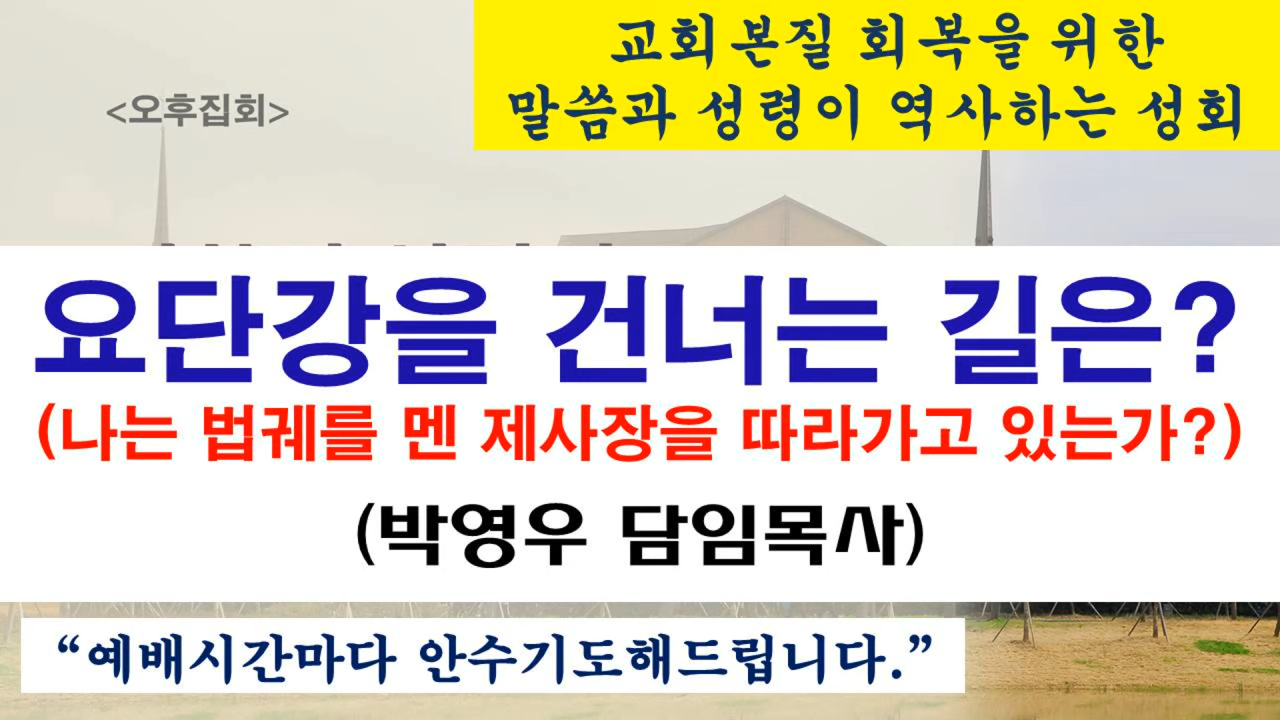 교회본질 회복을 위한
말씀과 성령이 역사하는 성회
<오후집회>
요단강을 건너는 길은?
(나는 법궤를 멘 제사장을 따라가고 있는가?)
(박영우 담임목사)
“예배시간마다 안수기도해드립니다.”